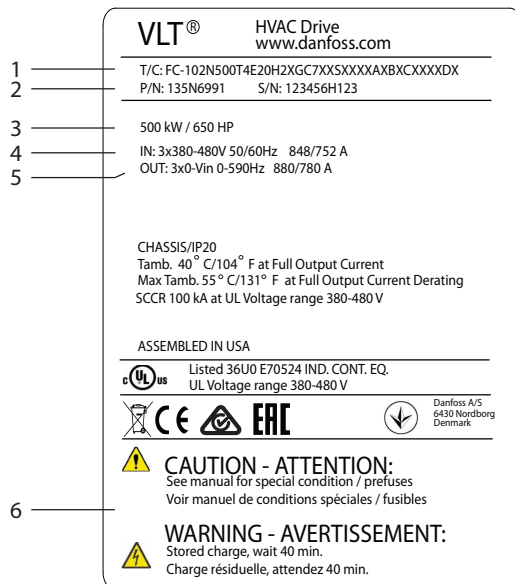 VLT® HVAC Drive
www.danfoss.com
1 T/C: FC-102N500T4E20H2XGC7XXSXXXXAXBXCXXXXDX
2 P/N: 135N6991 S/N: 123456H123
3 500 kW / 650 HP
4 IN: 3x380-480V 50/60Hz 848/752 A
5 OUT: 3x0-Vin 0-590Hz 880/780 A
CHASSIS/IP20
Tamb. 40° C/104° F at Full Output Current
Max Tamb. 55° C/131° F at Full Output Current Derating
SCCR 100 kA at UL Voltage range 380-480 V
ASSEMBLED IN USA
c UL us Listed 36U0 E70524 IND. CONT. EQ.
UL Voltage range 380-480 V
CE EAC
Danfoss A/S
6430 Nordborg
Denmark
CAUTION - ATTENTION:
See manual for special condition / prefuses
Voir manuel de conditions spéciales / fusibles
6
WARNING - AVERTISSEMENT:
Stored charge, wait 40 min.
Charge résiduelle, attendez 40 min.